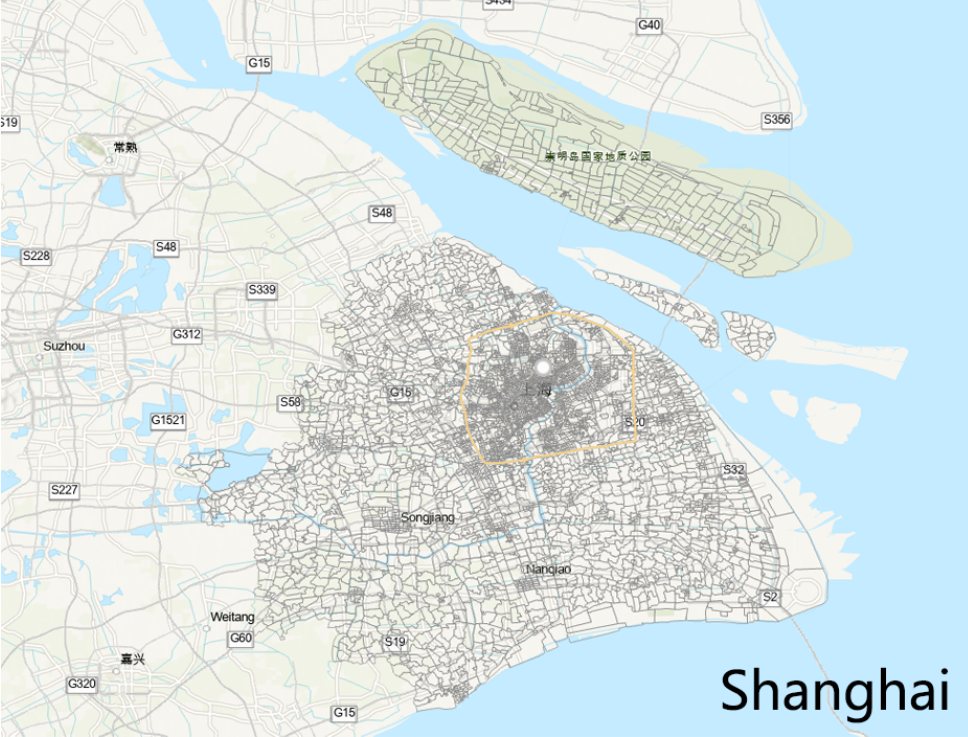 S434
G40
G15
S19
S356
常熟
崇明岛国家地质公园
S48
S48
S228
S339
G312
Suzhou
G15
S58
上海
G1521
S20
S32
S227
Songjiang
Nanqiao
S2
Weitang
G60
S19
嘉兴
G320
G15
Shanghai